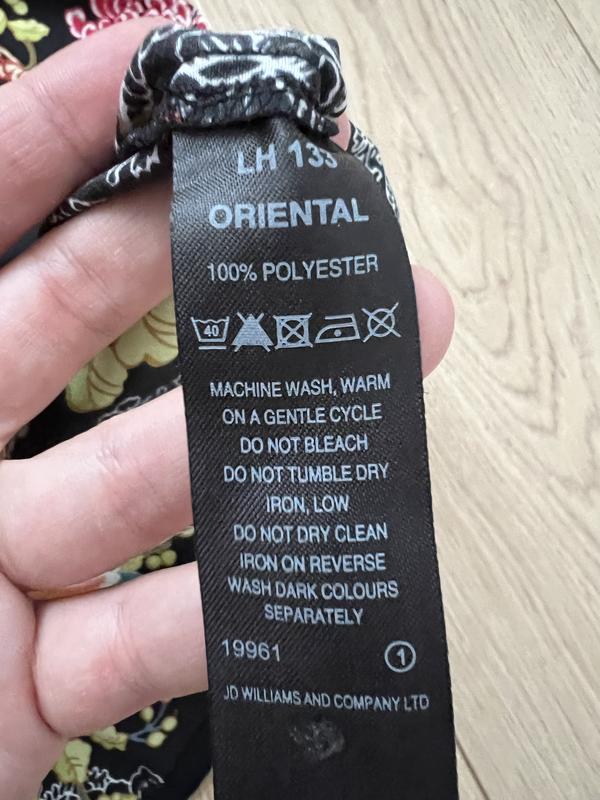 LH 133
ORIENTAL
100% POLYESTER
40
MACHINE WASH, WARM
ON A GENTLE CYCLE
DO NOT BLEACH
DO NOT TUMBLE DRY
IRON, LOW
DO NOT DRY CLEAN
IRON ON REVERSE
WASH DARK COLOURS
SEPARATELY
19961 1
JD WILLIAMS AND COMPANY LTD